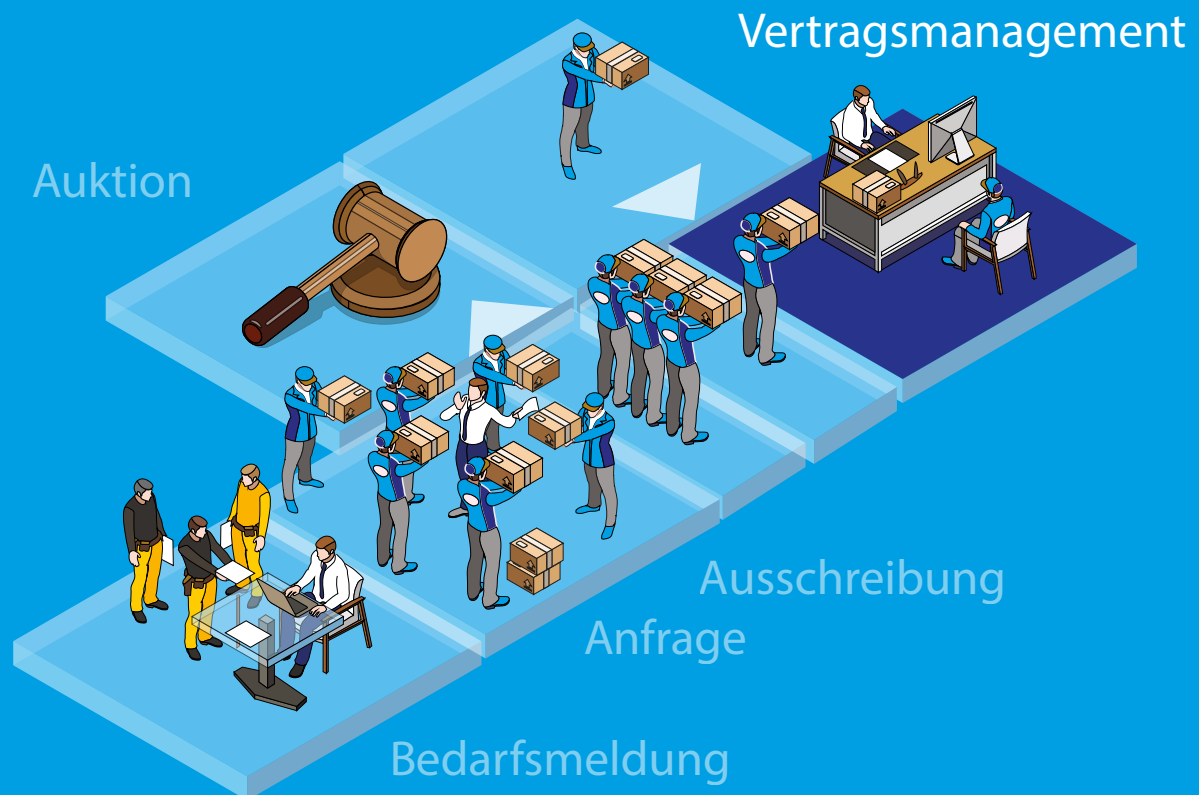 Vertragsmanagement
Auktion
Ausschreibung
Anfrage
Bedarfsmeldung